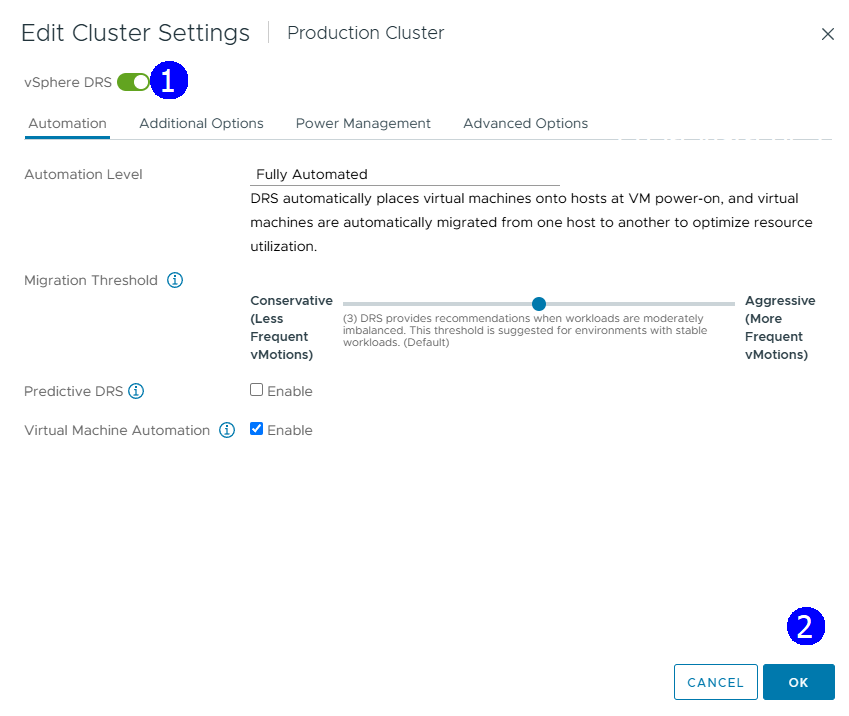 Edit Cluster Settings | Production Cluster
vSphere DRS 1
Automation Additional Options Power Management Advanced Options
Automation Level Fully Automated
DRS automatically places virtual machines onto hosts at VM power-on, and virtual
machines are automatically migrated from one host to another to optimize resource
utilization.
Migration Threshold
Conservative
(Less
Frequent
vMotions)
(3) DRS provides recommendations when workloads are moderately
imbalanced. This threshold is suggested for environments with stable
workloads. (Default)
Aggressive
(More
Frequent
vMotions)
Predictive DRS Enable
Virtual Machine Automation Enable
2
CANCEL OK